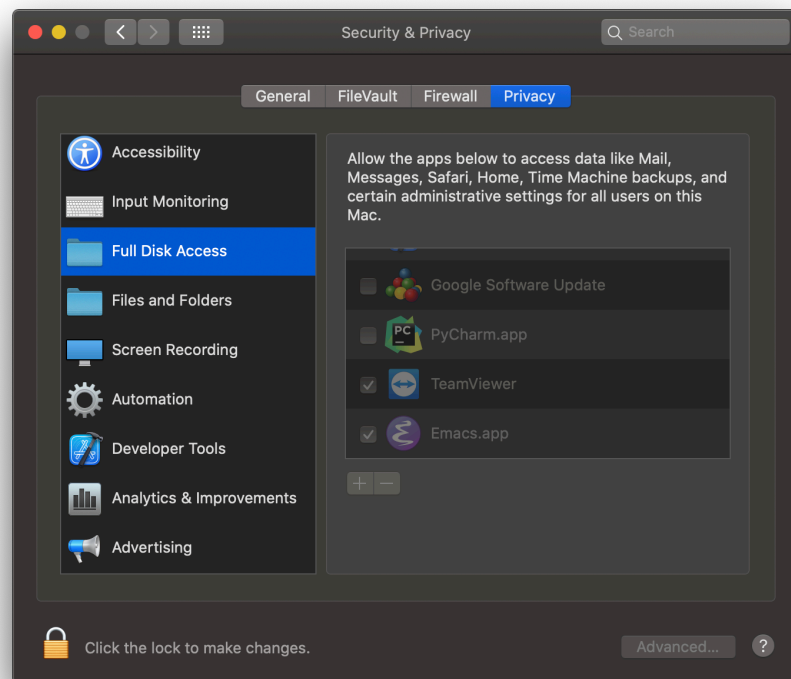 Security & Privacy
Search
General
FileVault
Firewall
Privacy
Accessibility
Input Monitoring
Full Disk Access
Files and Folders
Screen Recording
Automation
Developer Tools
Analytics & Improvements
Advertising
Allow the apps below to access data like Mail,
Messages, Safari, Home, Time Machine backups, and
certain administrative settings for all users on this
Mac.
Google Software Update
PC
PyCharm.app
TeamViewer
Emacs.app
Click the lock to make changes.
Advanced...
?